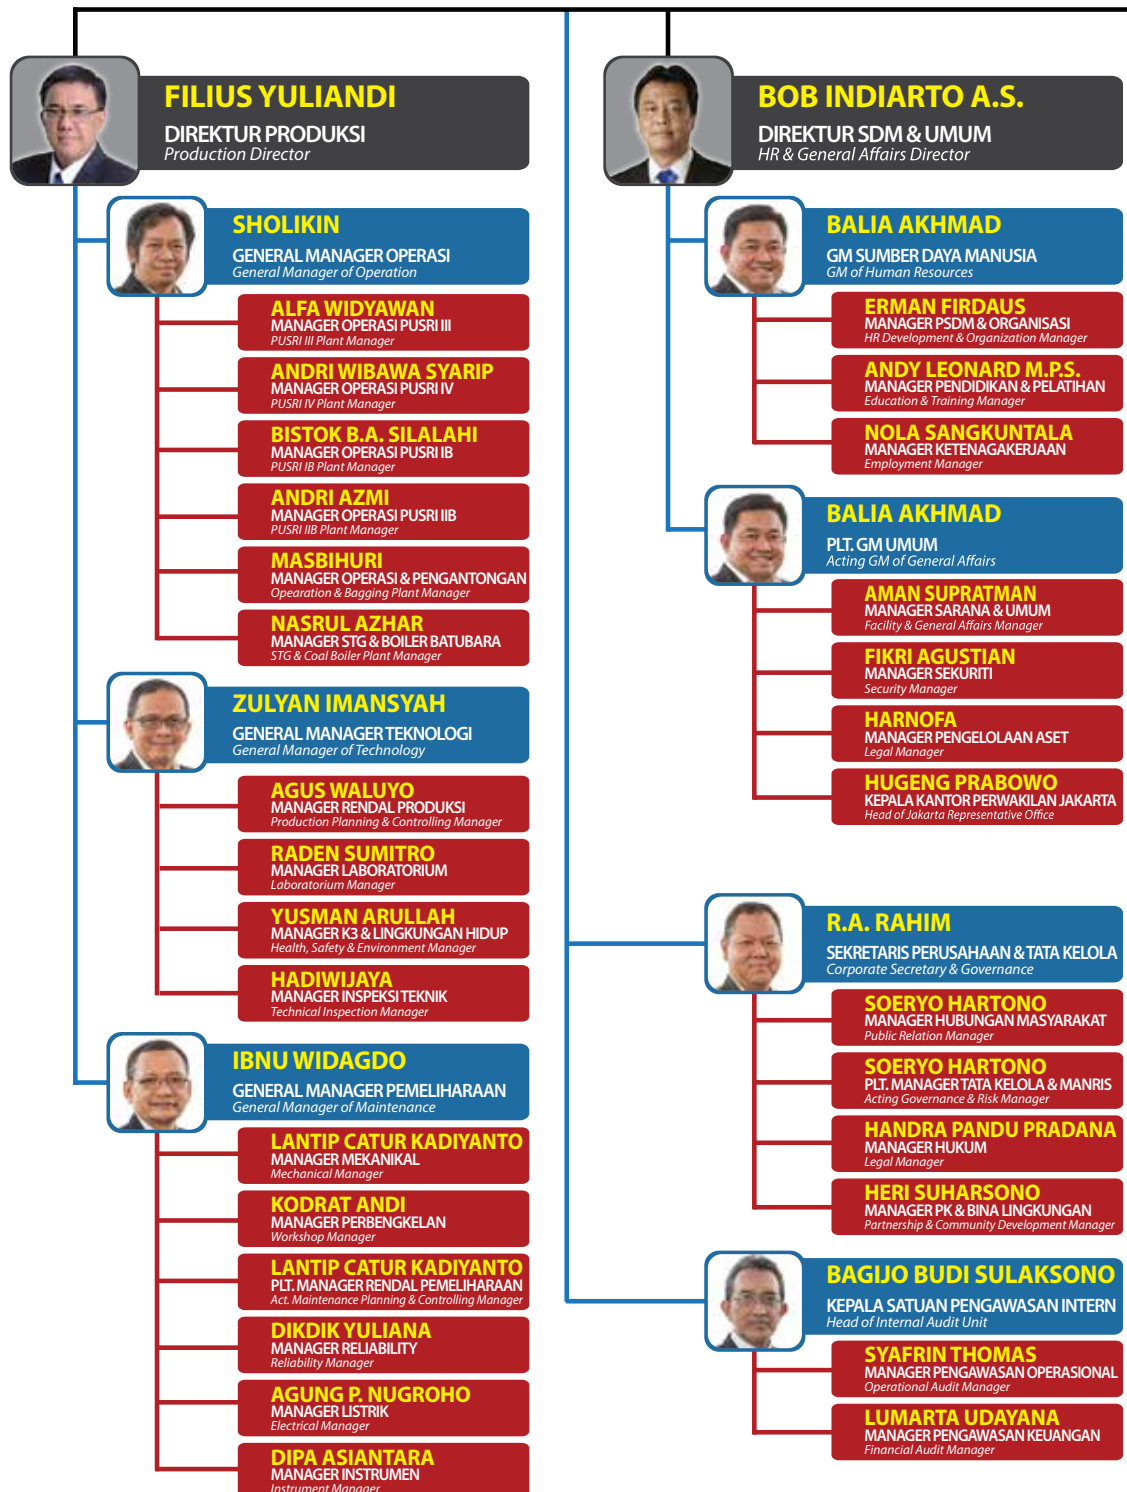 FILIUS YULIANDI
DIREKTUR PRODUKSI
Production Director
SHOLIKIN
GENERAL MANAGER OPERASI
General Manager of Operation
ALFA WIDYAWAN
MANAGER OPERASI PUSRI III
PUSRI III Plant Manager
ANDRI WIBAWA SYARIP
MANAGER OPERASI PUSRI IV
PUSRI IV Plant Manager
BISTOK B.A. SILALAHI
MANAGER OPERASI PUSRI IB
PUSRI IB Plant Manager
ANDRI AZMI
MANAGER OPERASI PUSRI IIB
PUSRI IIB Plant Manager
MASBIHURI
MANAGER OPERASI & PENGANTONGAN
Opearation & Bagging Plant Manager
NASRUL AZHAR
MANAGER STG & BOILER BATUBARA
STG & Coal Boiler Plant Manager
ZULYAN IMANSYAH
GENERAL MANAGER TEKNOLOGI
General Manager of Technology
AGUS WALUYO
MANAGER RENDAL PRODUKSI
Production Planning & Controlling Manager
RADEN SUMITRO
MANAGER LABORATORIUM
Laboratorium Manager
YUSMAN ARULLAH
MANAGER K3 & LINGKUNGAN HIDUP
Health, Safety & Environment Manager
HADIWIJAYA
MANAGER INSPEKSI TEKNIK
Technical Inspection Manager
IBNU WIDAGDO
GENERAL MANAGER PEMELIHARAAN
General Manager of Maintenance
LANTIP CATUR KADIYANTO
MANAGER MEKANIKAL
Mechanical Manager
KODRAT ANDI
MANAGER PERBENGKELAN
Workshop Manager
LANTIP CATUR KADIYANTO
PLT. MANAGER RENDAL PEMELIHARAAN
Act. Maintenance Planning & Controlling Manager
DIKDIK YULIANA
MANAGER RELIABILITY
Reliability Manager
AGUNG P. NUGROHO
MANAGER LISTRIK
Electrical Manager
DIPA ASIANTARA
MANAGER INSTRUMEN
Instrument Manager
BOB INDIARTO A.S.
DIREKTUR SDM & UMUM
HR & General Affairs Director
BALIA AKHMAD
GM SUMBER DAYA MANUSIA
GM of Human Resources
ERMAN FIRDAUS
MANAGER PSDM & ORGANISASI
HR Development & Organization Manager
ANDY LEONARD M.P.S.
MANAGER PENDIDIKAN & PELATIHAN
Education & Training Manager
NOLA SANGKUNTALA
MANAGER KETENAGAKERJAAN
Employment Manager
BALIA AKHMAD
PLT. GM UMUM
Acting GM of General Affairs
AMAN SUPRATMAN
MANAGER SARANA & UMUM
Facility & General Affairs Manager
FIKRI AGUSTIAN
MANAGER SEKURITI
Security Manager
HARNOFA
MANAGER PENGELOLAAN ASET
Legal Manager
HUGENG PRABOWO
KEPALA KANTOR PERWAKILAN JAKARTA
Head of Jakarta Representative Office
R.A. RAHIM
SEKRETARIS PERUSAHAAN & TATA KELOLA
Corporate Secretary & Governance
SOERYO HARTONO
MANAGER HUBUNGAN MASYARAKAT
Public Relation Manager
SOERYO HARTONO
PLT. MANAGER TATA KELOLA & MANRIS
Acting Governance & Risk Manager
HANDRA PANDU PRADANA
MANAGER HUKUM
Legal Manager
HERI SUHARSONO
MANAGER PK & BINA LINGKUNGAN
Partnership & Community Development Manager
BAGIJO BUDI SULAKSONO
KEPALA SATUAN PENGAWASAN INTERN
Head of Internal Audit Unit
SYAFRIN THOMAS
MANAGER PENGAWASAN OPERASIONAL
Operational Audit Manager
LUMARTA UDAYANA
MANAGER PENGAWASAN KEUANGAN
Financial Audit Manager